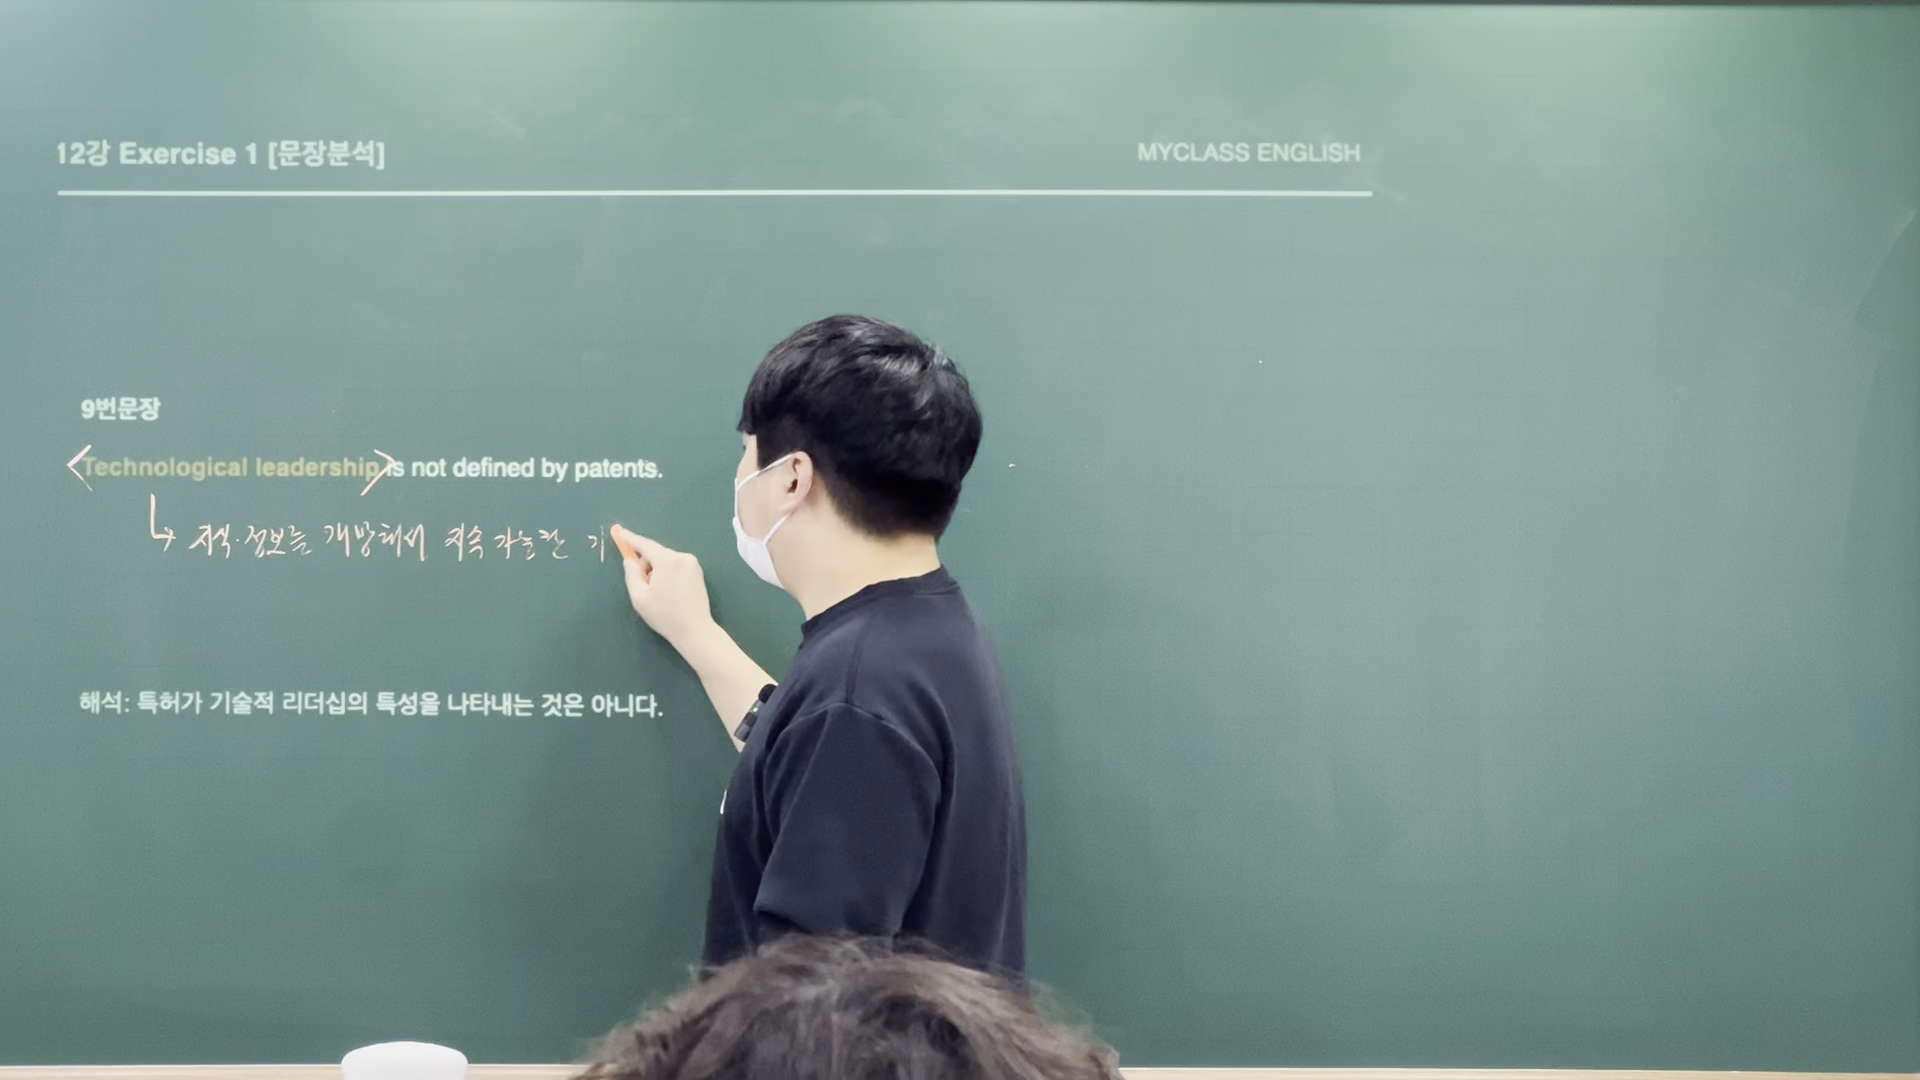 12강 Exercise 1 [문장분석]
MYCLASS ENGLISH
9번문장
<Technological leadership> is not defined by patents.
↳ 지식·정보를 개방해서 지속가능한
해석: 특허가 기술적 리더십의 특성을 나타내는 것은 아니다.